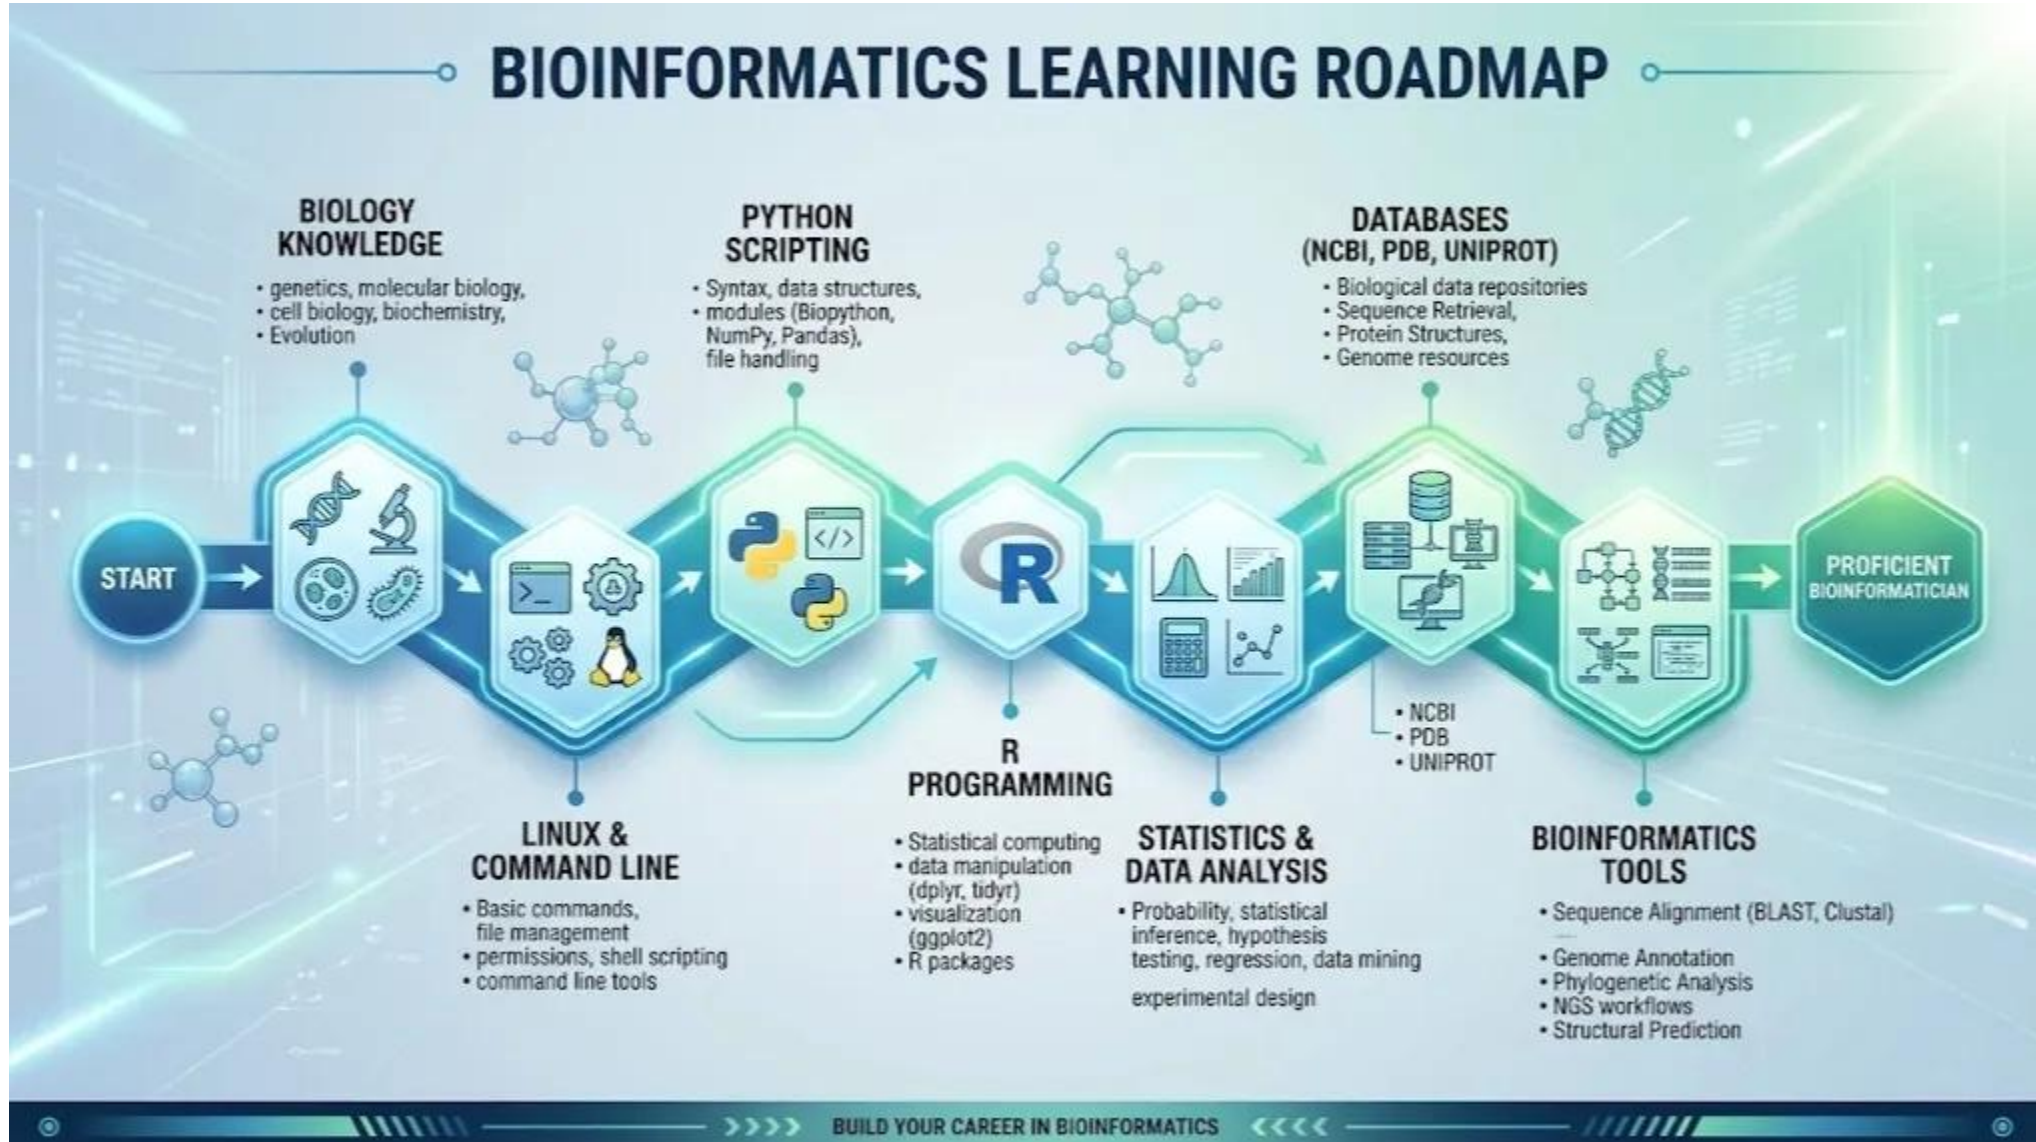 BIOINFORMATICS LEARNING ROADMAP
BIOLOGY
KNOWLEDGE
• genetics, molecular biology,
• cell biology, biochemistry,
• Evolution
PYTHON
SCRIPTING
• Syntax, data structures,
• modules (Biopython,
NumPy, Pandas),
file handling
DATABASES
(NCBI, PDB, UNIPROT)
• Biological data repositories
• Sequence Retrieval,
• Protein Structures,
• Genome resources
START
>_
</>
R
PROFICIENT
BIOINFORMATICIAN
• NCBI
• PDB
• UNIPROT
LINUX &
COMMAND LINE
• Basic commands,
file management
• permissions, shell scripting
• command line tools
R
PROGRAMMING
• Statistical computing
• data manipulation
(dplyr, tidyr)
• visualization
(ggplot2)
• R packages
STATISTICS &
DATA ANALYSIS
• Probability, statistical
inference, hypothesis
testing, regression, data mining
experimental design
BIOINFORMATICS
TOOLS
• Sequence Alignment (BLAST, Clustal)
• Genome Annotation
• Phylogenetic Analysis
• NGS workflows
• Structural Prediction
BUILD YOUR CAREER IN BIOINFORMATICS